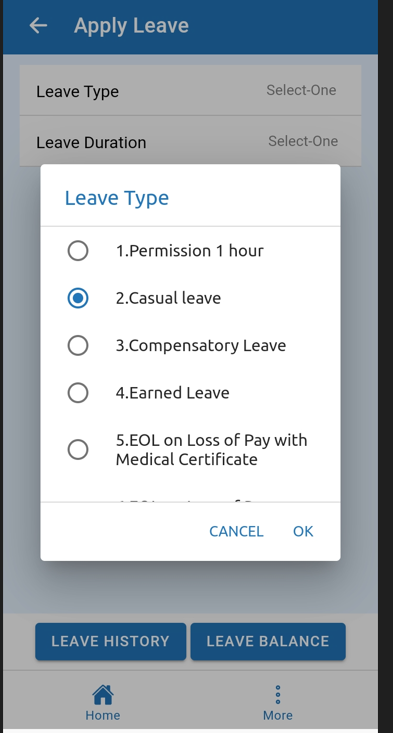 Apply Leave
Leave Type Select-One
Leave Duration Select-One
Leave Type
1.Permission 1 hour
2.Casual leave
3.Compensatory Leave
4.Earned Leave
5.EOL on Loss of Pay with
Medical Certificate
CANCEL OK
LEAVE HISTORY LEAVE BALANCE
Home More